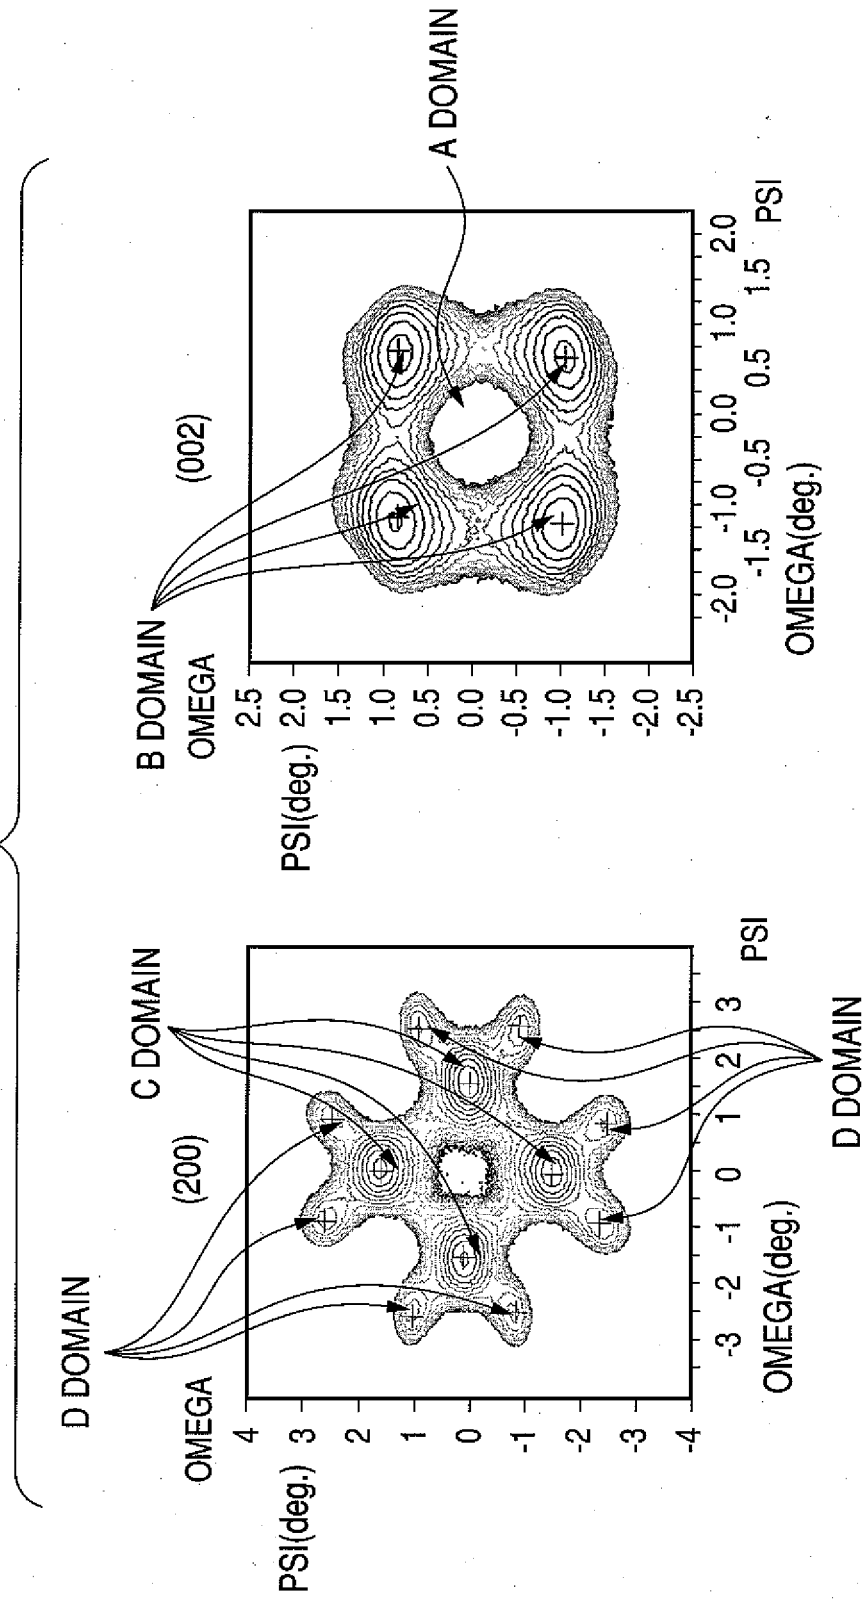 D DOMAIN
C DOMAIN
OMEGA
(200)
PSI(deg.)
4
3
2
1
0
-1
-2
-3
-4
-3
-2
-1
0
1
2
3
PSI
OMEGA(deg.)
D DOMAIN
B DOMAIN
OMEGA
(002)
A DOMAIN
PSI(deg.)
2.5
2.0
1.5
1.0
0.5
0.0
-0.5
-1.0
-1.5
-2.0
-2.5
-2.0
-1.5
-1.0
-0.5
0.0
0.5
1.0
1.5
2.0
PSI
OMEGA(deg.)